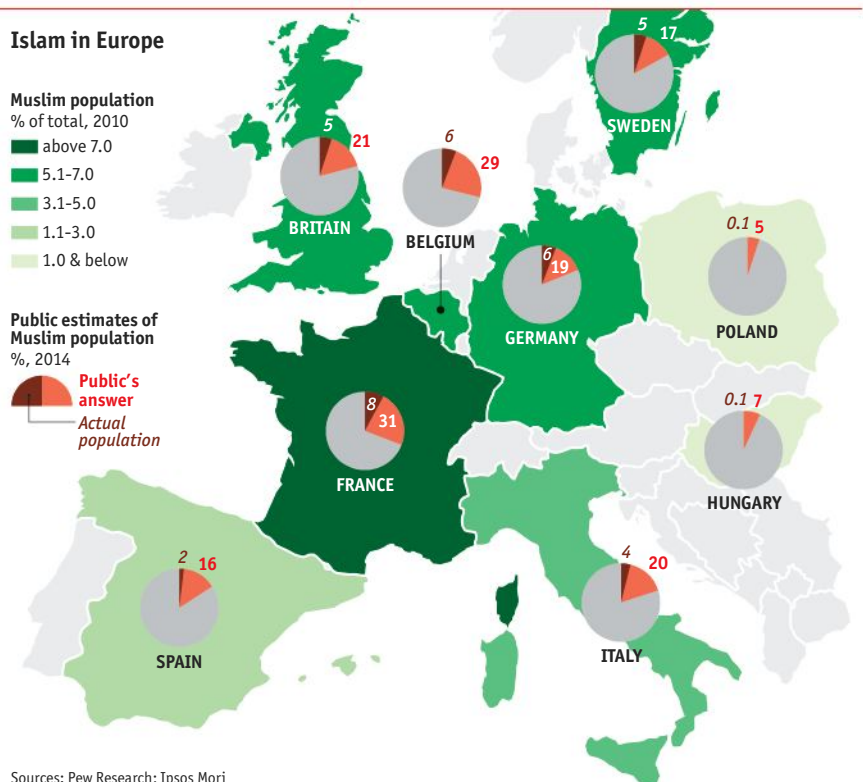 Islam in Europe
Muslim population
% of total, 2010
above 7.0
5.1-7.0
3.1-5.0
1.1-3.0
1.0 & below
Public estimates of
Muslim population
%, 2014
Public's
answer
Actual
population
5 17
SWEDEN
5 21
BRITAIN
6 29
BELGIUM
6 19
GERMANY
0.1 5
POLAND
8 31
FRANCE
0.1 7
HUNGARY
2 16
SPAIN
4 20
ITALY
Sources: Pew Research; Ipsos Mori